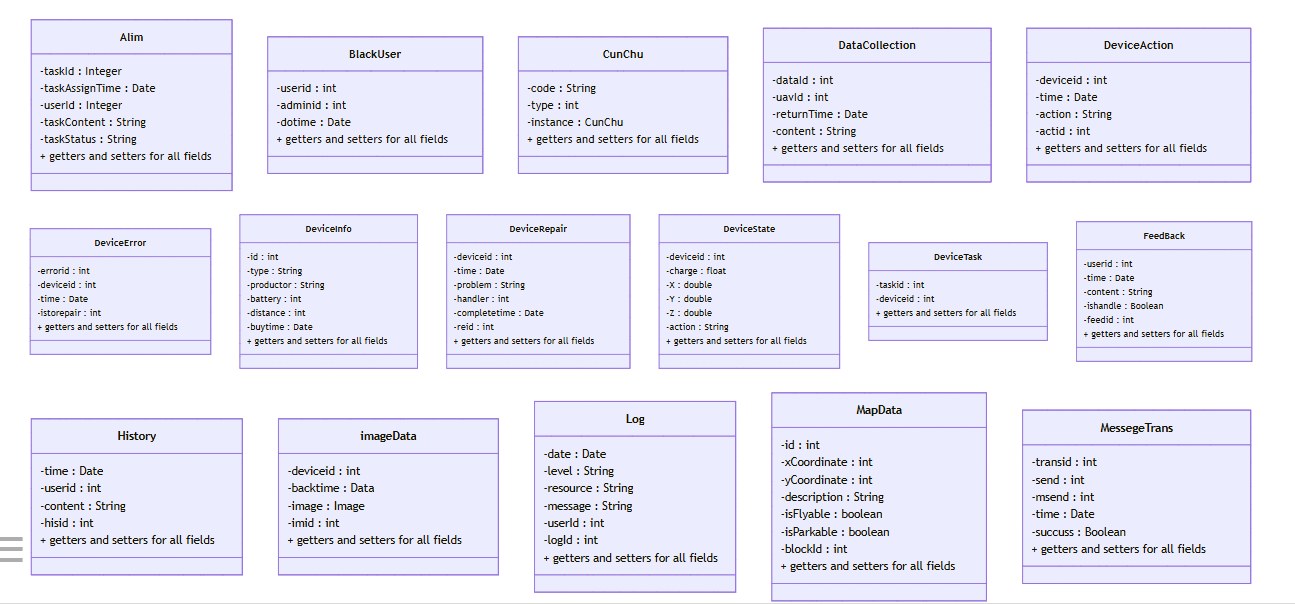 Alim
-taskId : Integer
-taskAssignTime : Date
-userId : Integer
-taskContent : String
-taskStatus : String
+ getters and setters for all fields
BlackUser
-userid : int
-adminid : int
-dotime : Date
+ getters and setters for all fields
CunChu
-code : String
-type : int
-instance : CunChu
+ getters and setters for all fields
DataCollection
-dataId : int
-uavId : int
-returnTime : Date
-content : String
+ getters and setters for all fields
DeviceAction
-deviceid : int
-time : Date
-action : String
-actid : int
+ getters and setters for all fields
DeviceError
-errorid : int
-deviceid : int
-time : Date
-istorepair : int
+ getters and setters for all fields
DeviceInfo
-id : int
-type : String
-productor : String
-battery : int
-distance : int
-buytime : Date
+ getters and setters for all fields
DeviceRepair
-deviceid : int
-time : Date
-problem : String
-handler : int
-completetime : Date
-reid : int
+ getters and setters for all fields
DeviceState
-deviceid : int
-charge : float
-X : double
-Y : double
-Z : double
-action : String
+ getters and setters for all fields
DeviceTask
-taskid : int
-deviceid : int
+ getters and setters for all fields
FeedBack
-userid : int
-time : Date
-content : String
-ishandle : Boolean
-feedid : int
+ getters and setters for all fields
History
-time : Date
-userid : int
-content : String
-hisid : int
+ getters and setters for all fields
imageData
-deviceid : int
-backtime : Data
-image : Image
-imid : int
+ getters and setters for all fields
Log
-date : Date
-level : String
-resource : String
-message : String
-userId : int
-logId : int
+ getters and setters for all fields
MapData
-id : int
-xCoordinate : int
-yCoordinate : int
-description : String
-isFlyable : boolean
-isParkable : boolean
-blockId : int
+ getters and setters for all fields
MessegeTrans
-transid : int
-send : int
-msend : int
-time : Date
-succuss : Boolean
+ getters and setters for all fields